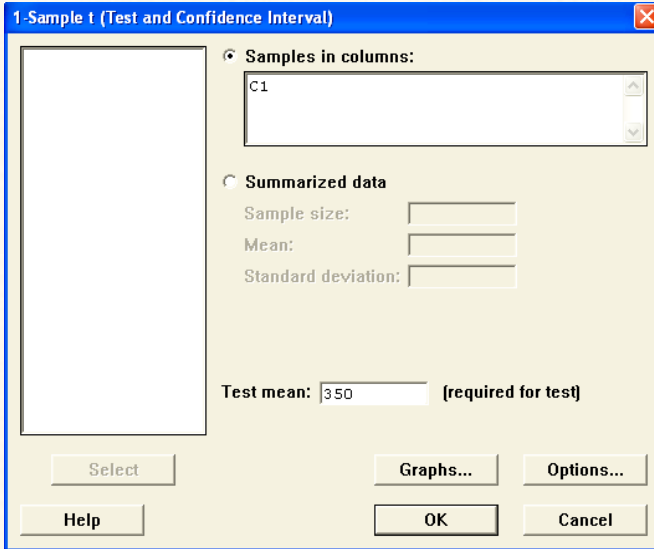 1-Sample t (Test and Confidence Interval)
Samples in columns:
C1
Summarized data
Sample size:
Mean:
Standard deviation:
Test mean: 350 (required for test)
Select
Graphs...
Options...
Help
OK
Cancel